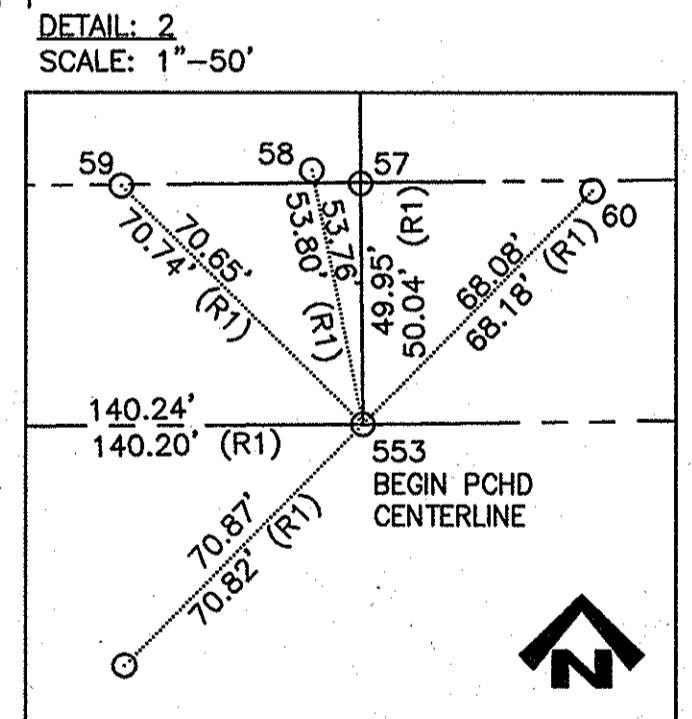 DETAIL: 2
SCALE: 1"-50'
59
58
57
60
70.65'
70.74' (R1)
53.76'
53.80' (R1)
49.95'
50.04' (R1)
68.08'
68.18' (R1)
140.24'
140.20' (R1)
553
BEGIN PCHD
CENTERLINE
70.87'
70.82' (R1)
N